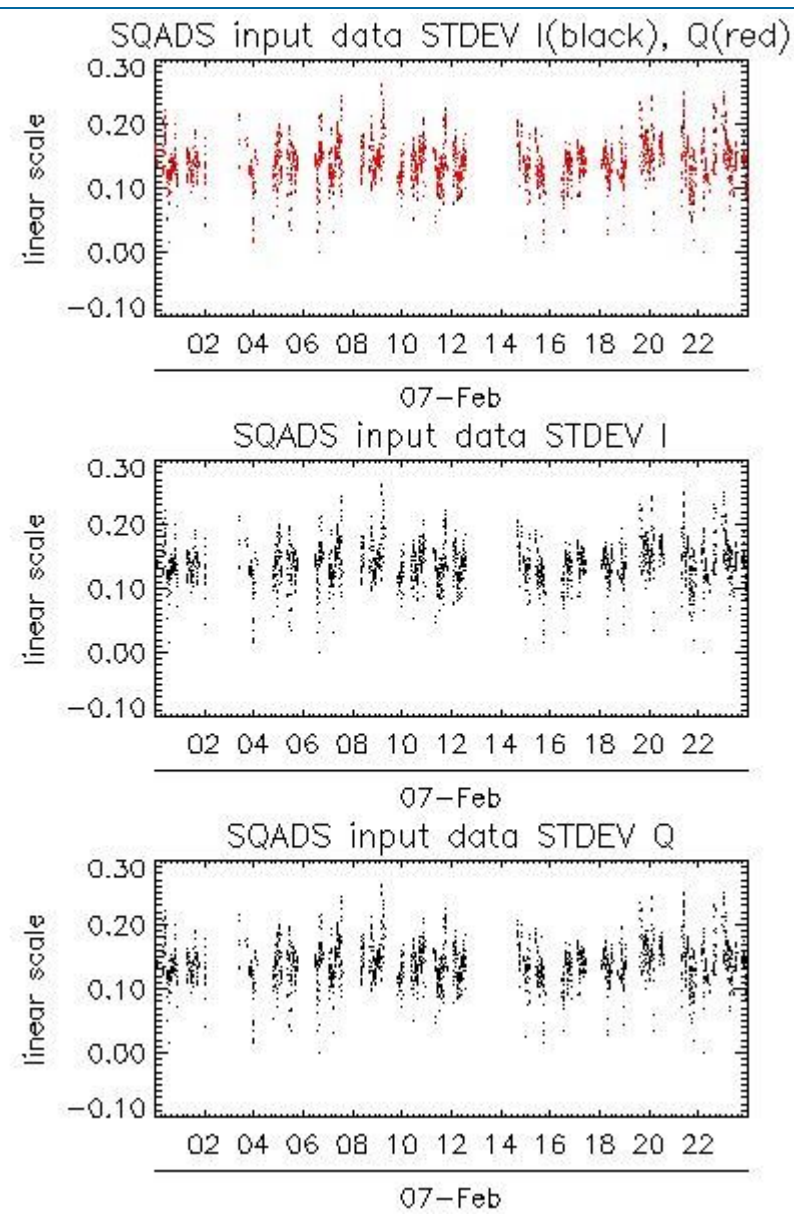 SQADS input data STDEV I(black), Q(red)
0.30
0.20
0.10
0.00
-0.10
linear scale
02 04 06 08 10 12 14 16 18 20 22
07-Feb
SQADS input data STDEV I
0.30
0.20
0.10
0.00
-0.10
linear scale
02 04 06 08 10 12 14 16 18 20 22
07-Feb
SQADS input data STDEV Q
0.30
0.20
0.10
0.00
-0.10
linear scale
02 04 06 08 10 12 14 16 18 20 22
07-Feb